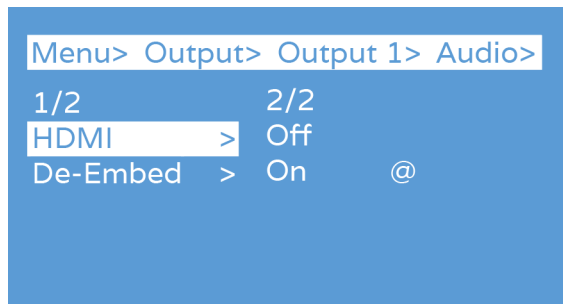 Menu> Output> Output 1> Audio>
1/2 2/2
HDMI > Off
De-Embed > On @